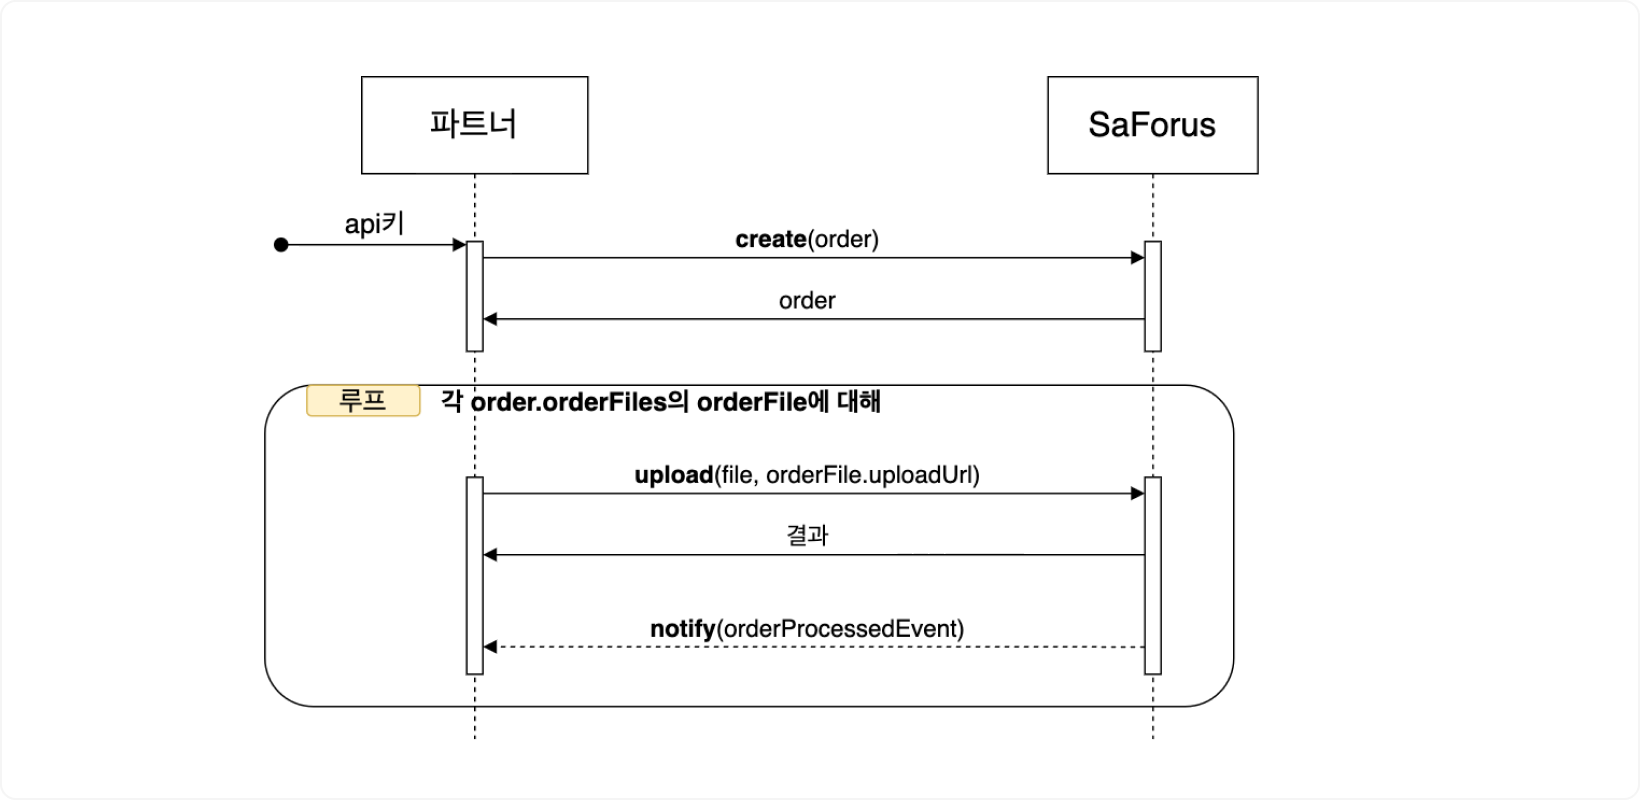 파트너
SaForus
api키
create(order)
order
루프
각 order.orderFiles의 orderFile에 대해
upload(file, orderFile.uploadUrl)
결과
notify(orderProcessedEvent)